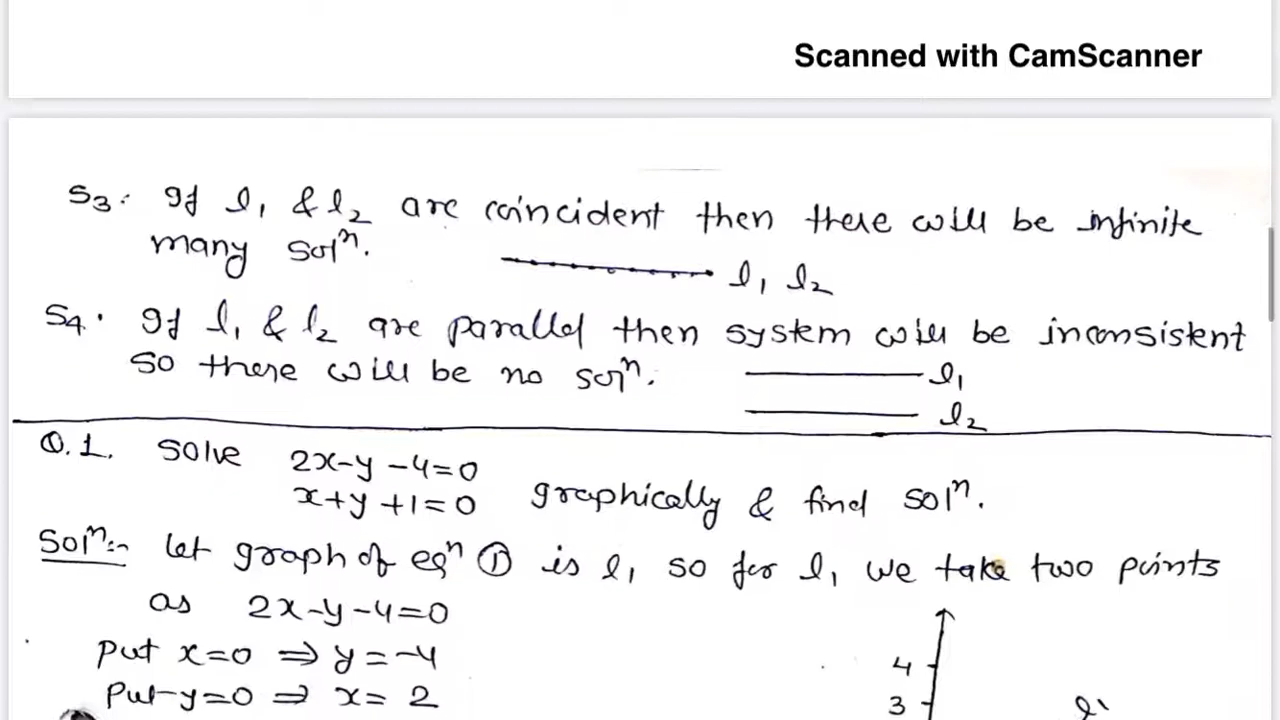 Scanned with CamScanner
S3. If l1 & l2 are coincident then there will be infinite
many solⁿ.
l1 l2
S4. If l1 & l2 are parallel then system will be inconsistent
so there will be no solⁿ.
l1
l2
Q.1. Solve 2x-y-4=0
x+y+1=0 graphically & find solⁿ.
Solⁿ:- let graph of eqⁿ ① is l1 so for l1 we take two points
as 2x-y-4=0
put x=0 ⇒ y=-4
Put y=0 ⇒ x=2
4
3